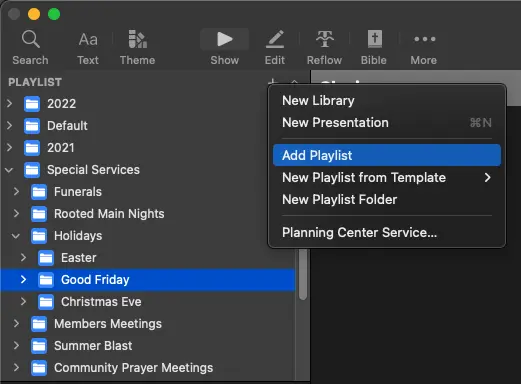 Search
Aa
Text
Theme
Show
Edit
Reflow
Bible
More
PLAYLIST
2022
Default
2021
Special Services
Funerals
Rooted Main Nights
Holidays
Easter
Good Friday
Christmas Eve
Members Meetings
Summer Blast
Community Prayer Meetings
New Library
New Presentation ⌘N
Add Playlist
New Playlist from Template
New Playlist Folder
Planning Center Service...